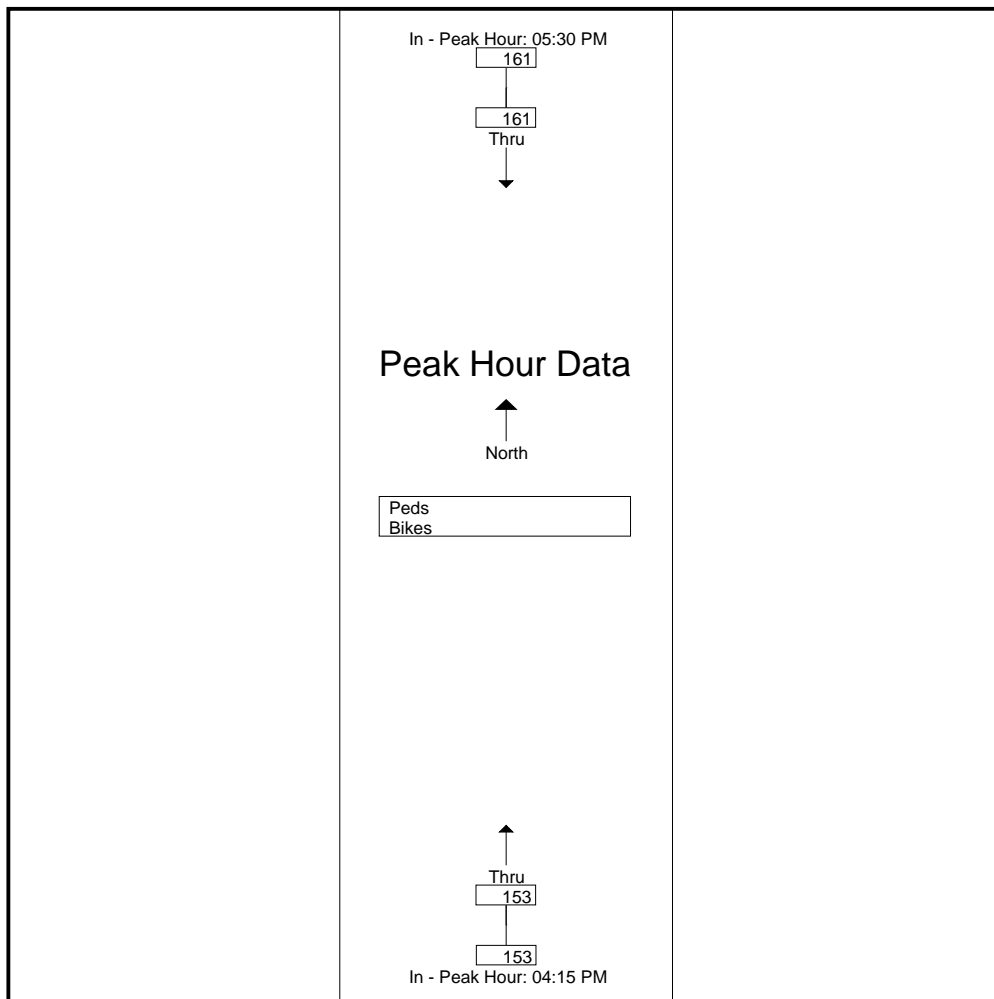 In - Peak Hour: 05:30 PM
161
161
Thru
Peak Hour Data
North
Peds
Bikes
Thru
153
153
In - Peak Hour: 04:15 PM